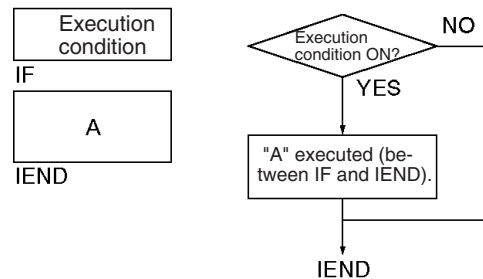 Execution
condition
IF
A
IEND
Execution
condition ON?
NO
YES
"A" executed (be-
tween IF and IEND).
IEND